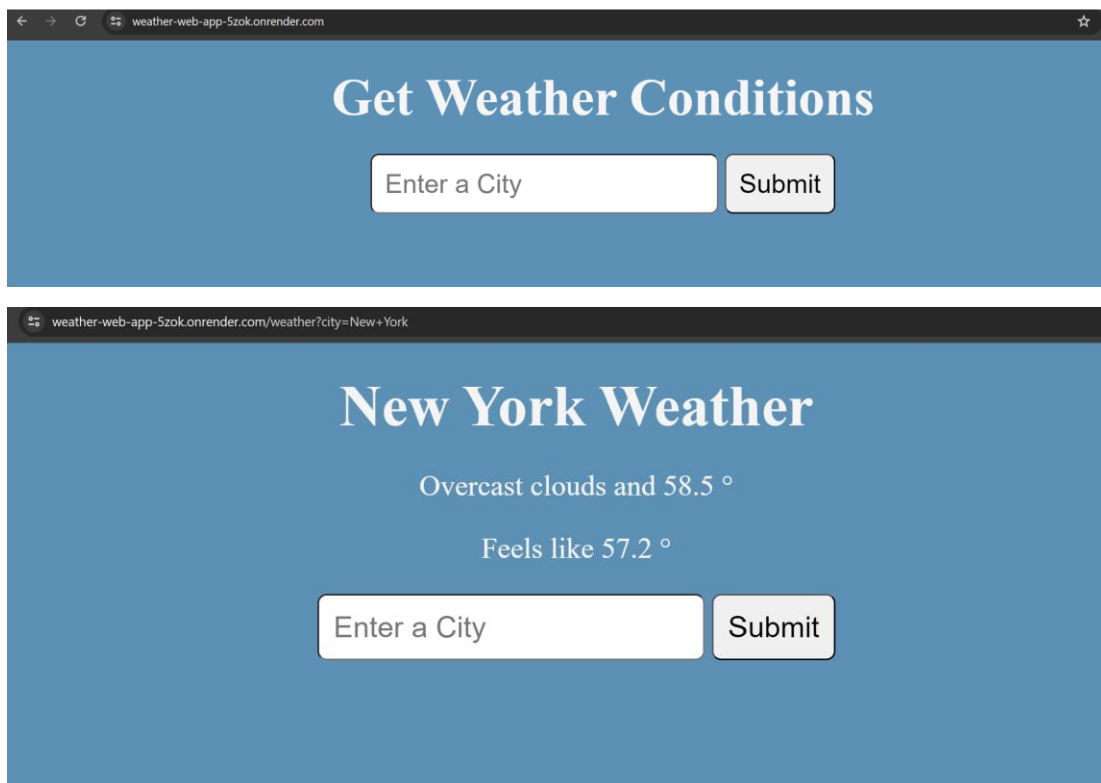 weather-web-app-5zok.onrender.com
Get Weather Conditions
Enter a City Submit
weather-web-app-5zok.onrender.com/weather?city=New+York
New York Weather
Overcast clouds and 58.5 °
Feels like 57.2 °
Enter a City Submit